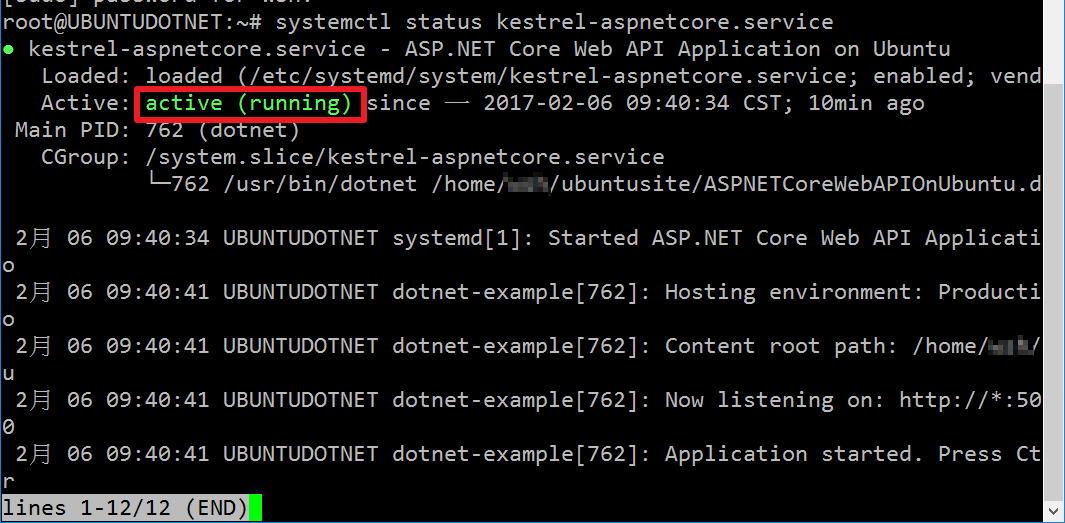 [sudo] password for
root@UBUNTUDOTNET:~# systemctl status kestrel-aspnetcore.service
● kestrel-aspnetcore.service - ASP.NET Core Web API Application on Ubuntu
Loaded: loaded (/etc/systemd/system/kestrel-aspnetcore.service; enabled; vend
Active: active (running) since 一 2017-02-06 09:40:34 CST; 10min ago
Main PID: 762 (dotnet)
CGroup: /system.slice/kestrel-aspnetcore.service
└─762 /usr/bin/dotnet /home/ /ubuntusite/ASPNETCoreWebAPIOnUbuntu.d
2月 06 09:40:34 UBUNTUDOTNET systemd[1]: Started ASP.NET Core Web API Applicati
o
2月 06 09:40:41 UBUNTUDOTNET dotnet-example[762]: Hosting environment: Producti
o
2月 06 09:40:41 UBUNTUDOTNET dotnet-example[762]: Content root path: /home/ /
u
2月 06 09:40:41 UBUNTUDOTNET dotnet-example[762]: Now listening on: http://*:50
0
2月 06 09:40:41 UBUNTUDOTNET dotnet-example[762]: Application started. Press Ct
r
lines 1-12/12 (END)